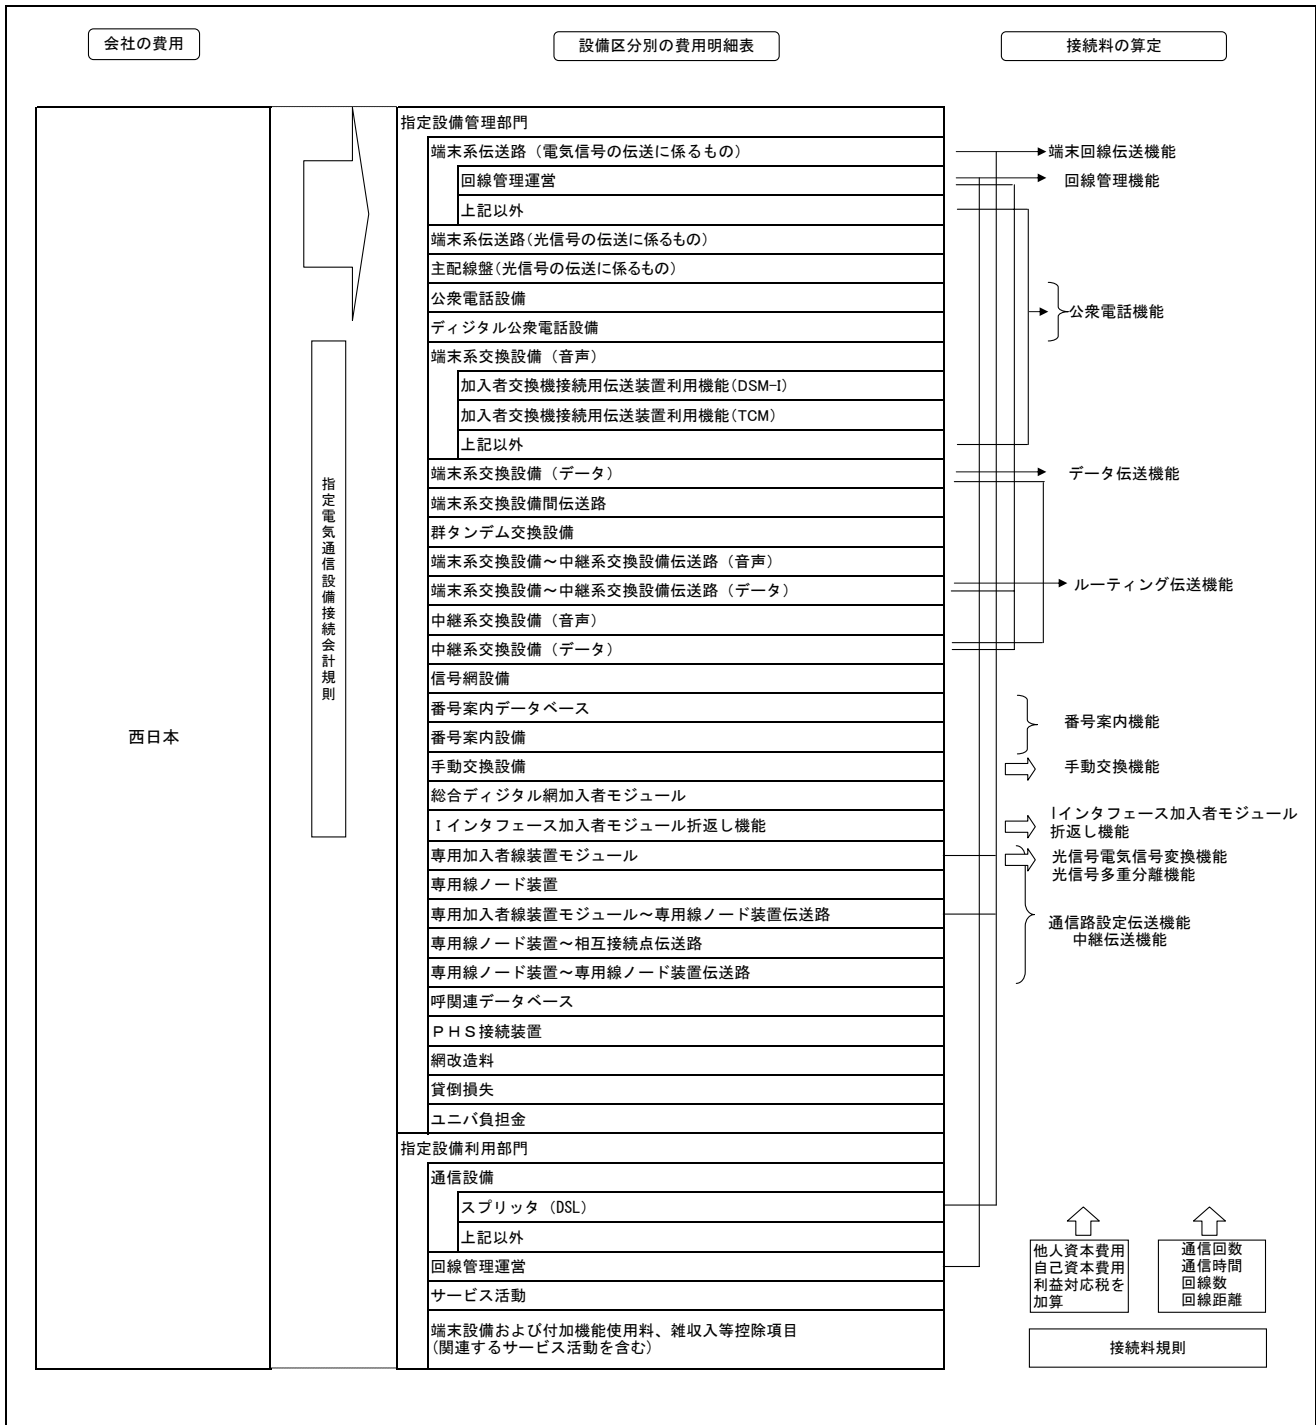 会社の費用
設備区分別の費用明細表
接続料の算定
西日本
指定電気通信設備接続会計規則
指定設備管理部門
端末系伝送路（電気信号の伝送に係るもの）
回線管理運営
上記以外
端末系伝送路(光信号の伝送に係るもの)
主配線盤(光信号の伝送に係るもの)
公衆電話設備
ディジタル公衆電話設備
端末系交換設備（音声）
加入者交換機接続用伝送装置利用機能(DSM-I)
加入者交換機接続用伝送装置利用機能(TCM)
上記以外
端末系交換設備（データ）
端末系交換設備間伝送路
群タンデム交換設備
端末系交換設備～中継系交換設備伝送路（音声）
端末系交換設備～中継系交換設備伝送路（データ）
中継系交換設備（音声）
中継系交換設備（データ）
信号網設備
番号案内データベース
番号案内設備
手動交換設備
総合ディジタル網加入者モジュール
Ｉインタフェース加入者モジュール折返し機能
専用加入者線装置モジュール
専用線ノード装置
専用加入者線装置モジュール～専用線ノード装置伝送路
専用線ノード装置～相互接続点伝送路
専用線ノード装置～専用線ノード装置伝送路
呼関連データベース
ＰＨＳ接続装置
網改造料
貸倒損失
ユニバ負担金
指定設備利用部門
通信設備
スプリッタ（DSL）
上記以外
回線管理運営
サービス活動
端末設備および付加機能使用料、雑収入等控除項目
(関連するサービス活動を含む)
端末回線伝送機能
回線管理機能
公衆電話機能
データ伝送機能
ルーティング伝送機能
番号案内機能
手動交換機能
Iインタフェース加入者モジュール
折返し機能
光信号電気信号変換機能
光信号多重分離機能
通信路設定伝送機能
中継伝送機能
他人資本費用
自己資本費用
利益対応税を
加算
通信回数
通信時間
回線数
回線距離
接続料規則